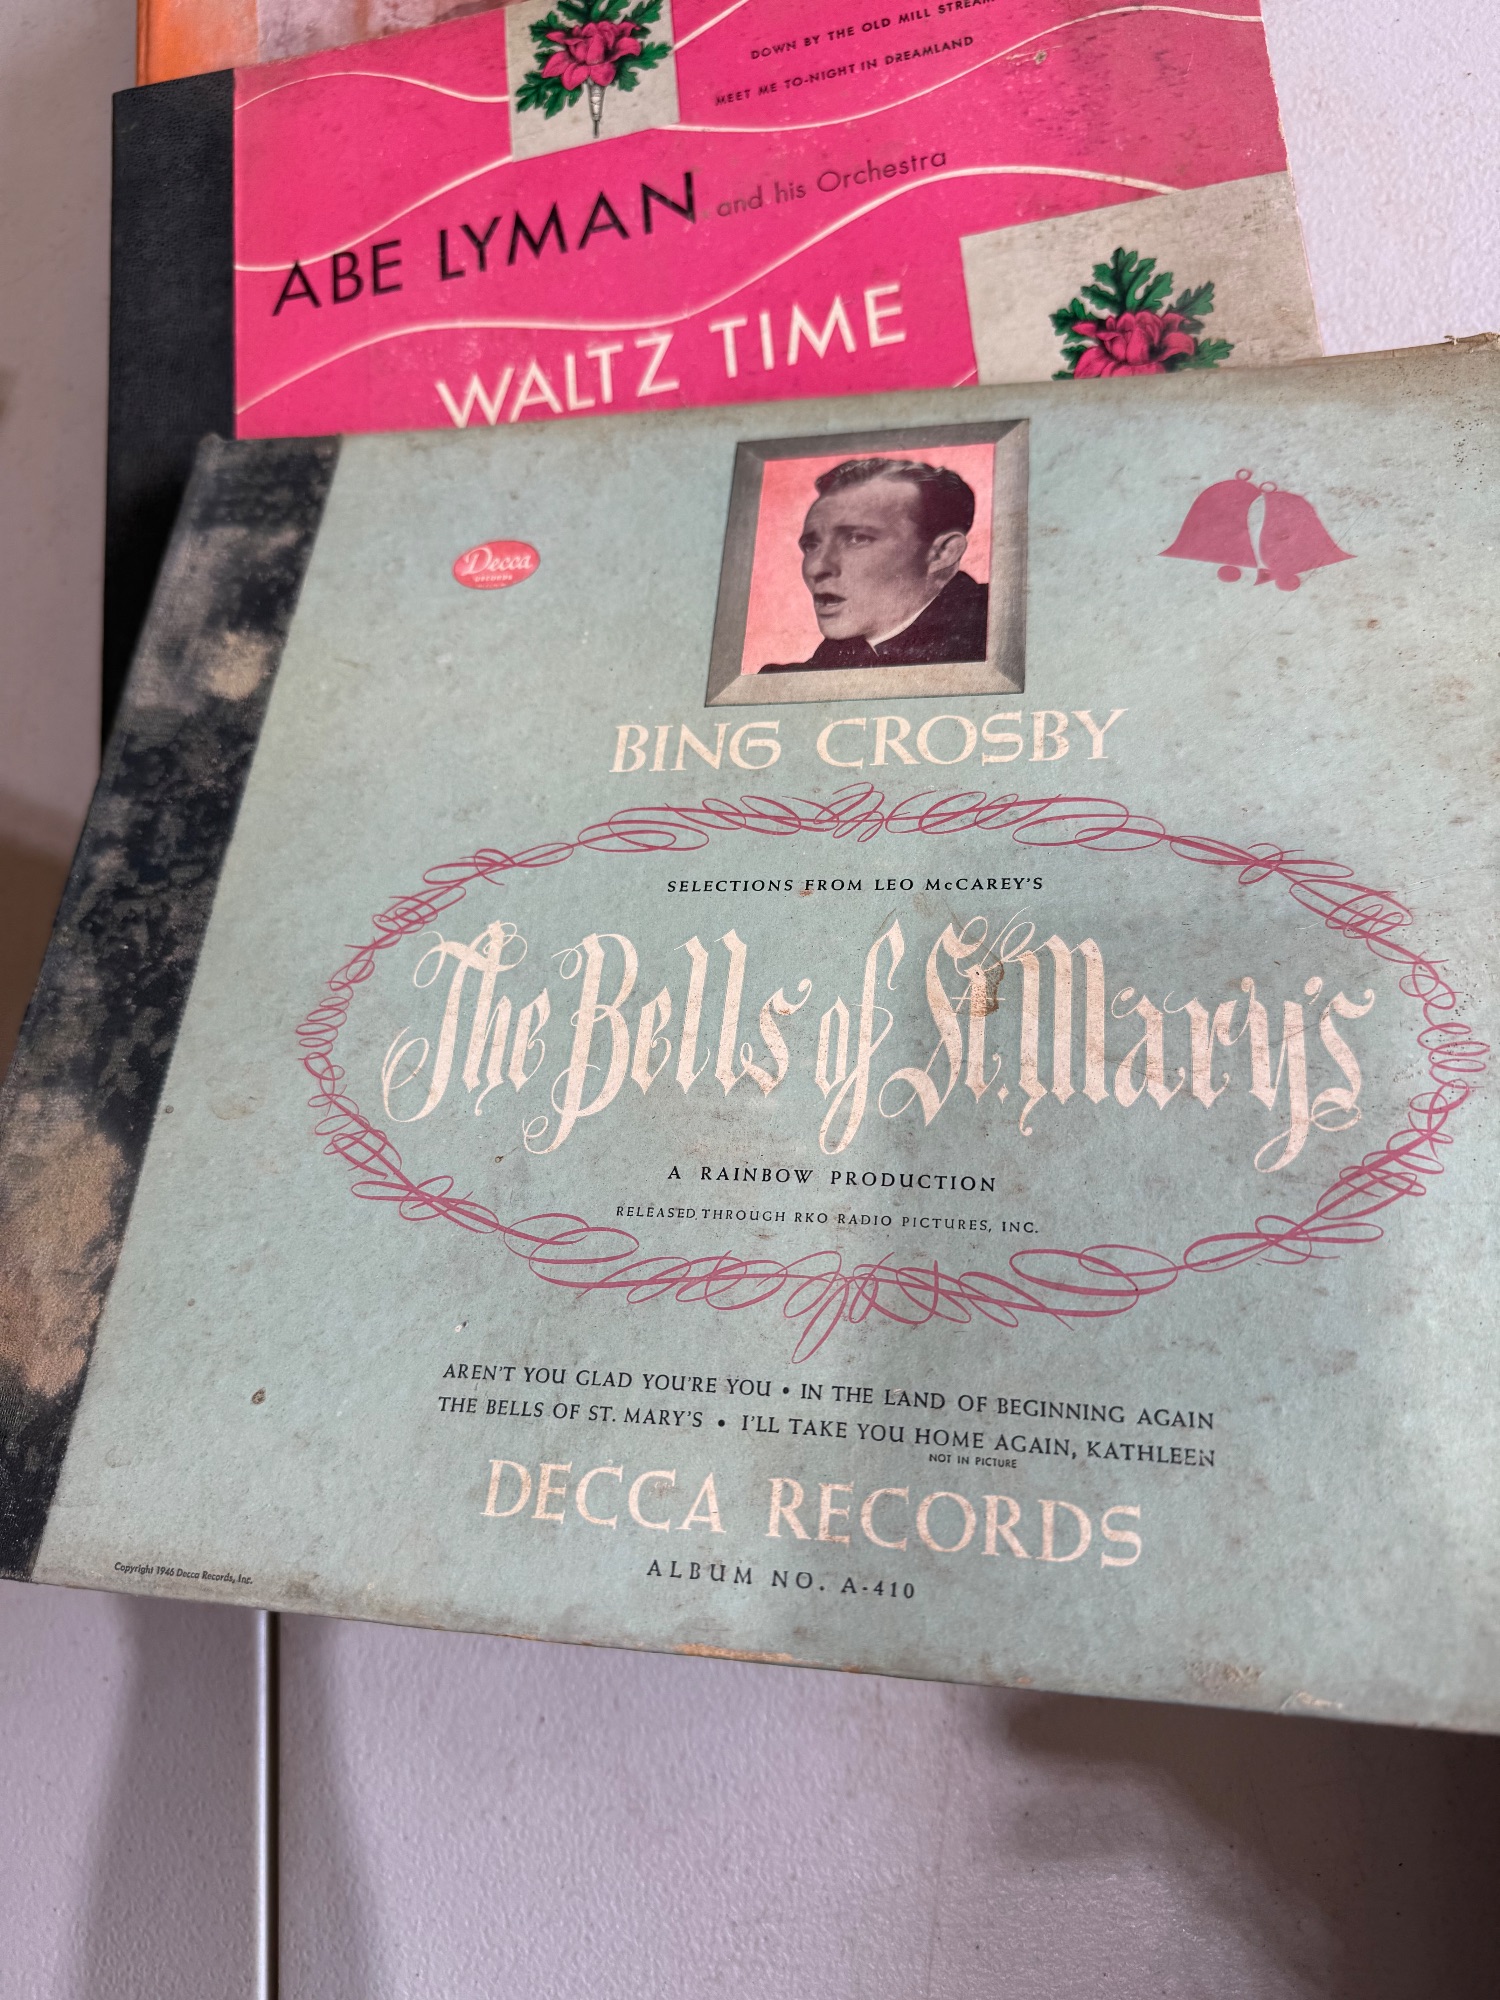 DOWN BY THE OLD MILL STREAM
MEET ME TO-NIGHT IN DREAMLAND
ABE LYMAN and his Orchestra
WALTZ TIME
Decca
RECORDS
BING CROSBY
SELECTIONS FROM LEO McCAREY'S
The Bells of St. Mary's
A RAINBOW PRODUCTION
RELEASED THROUGH RKO RADIO PICTURES, INC.
AREN'T YOU GLAD YOU'RE YOU • IN THE LAND OF BEGINNING AGAIN
THE BELLS OF ST. MARY'S • I'LL TAKE YOU HOME AGAIN, KATHLEEN
NOT IN PICTURE
DECCA RECORDS
ALBUM NO. A-410
Copyright 1946 Decca Records, Inc.